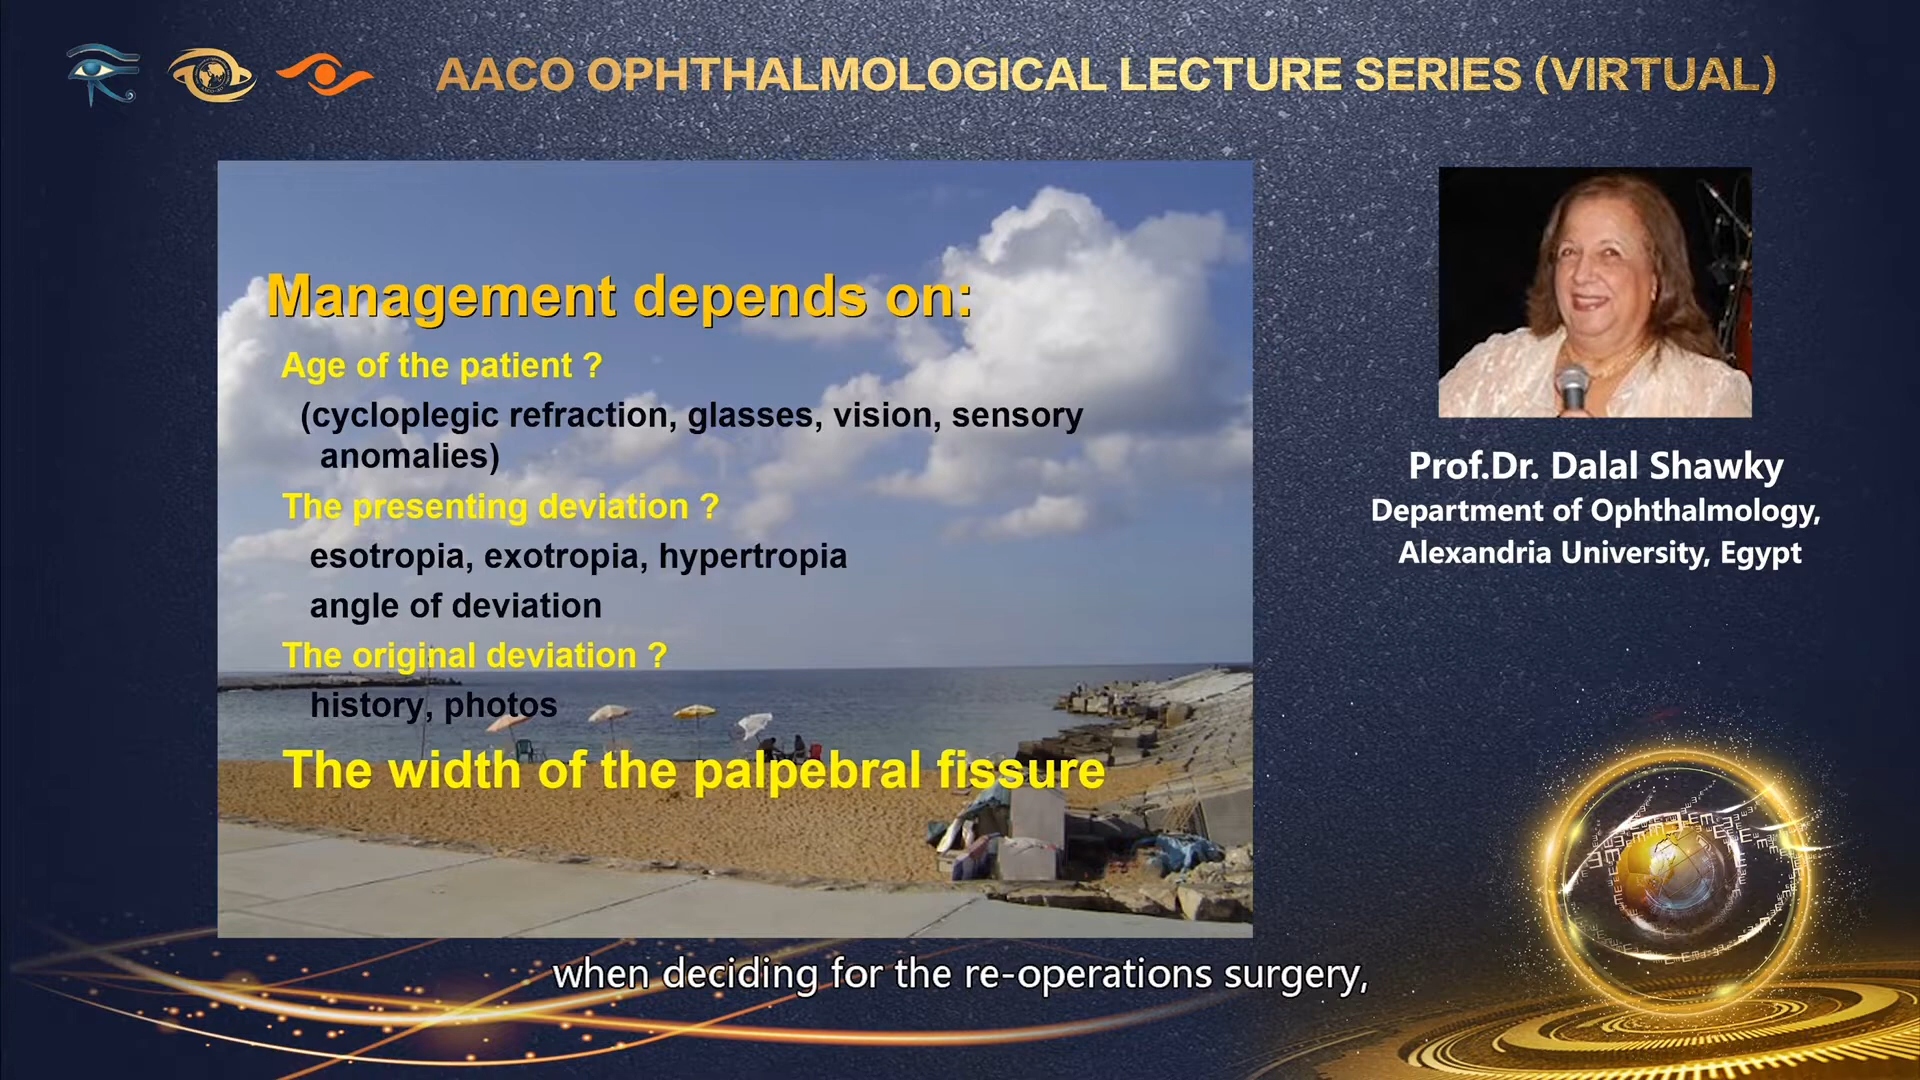 AACO OPHTHALMOLOGICAL LECTURE SERIES (VIRTUAL)
Management depends on:
Age of the patient ?
(cycloplegic refraction, glasses, vision, sensory
anomalies)
The presenting deviation ?
esotropia, exotropia, hypertropia
angle of deviation
The original deviation ?
history, photos
The width of the palpebral fissure
Prof.Dr. Dalal Shawky
Department of Ophthalmology,
Alexandria University, Egypt
when deciding for the re-operations surgery,